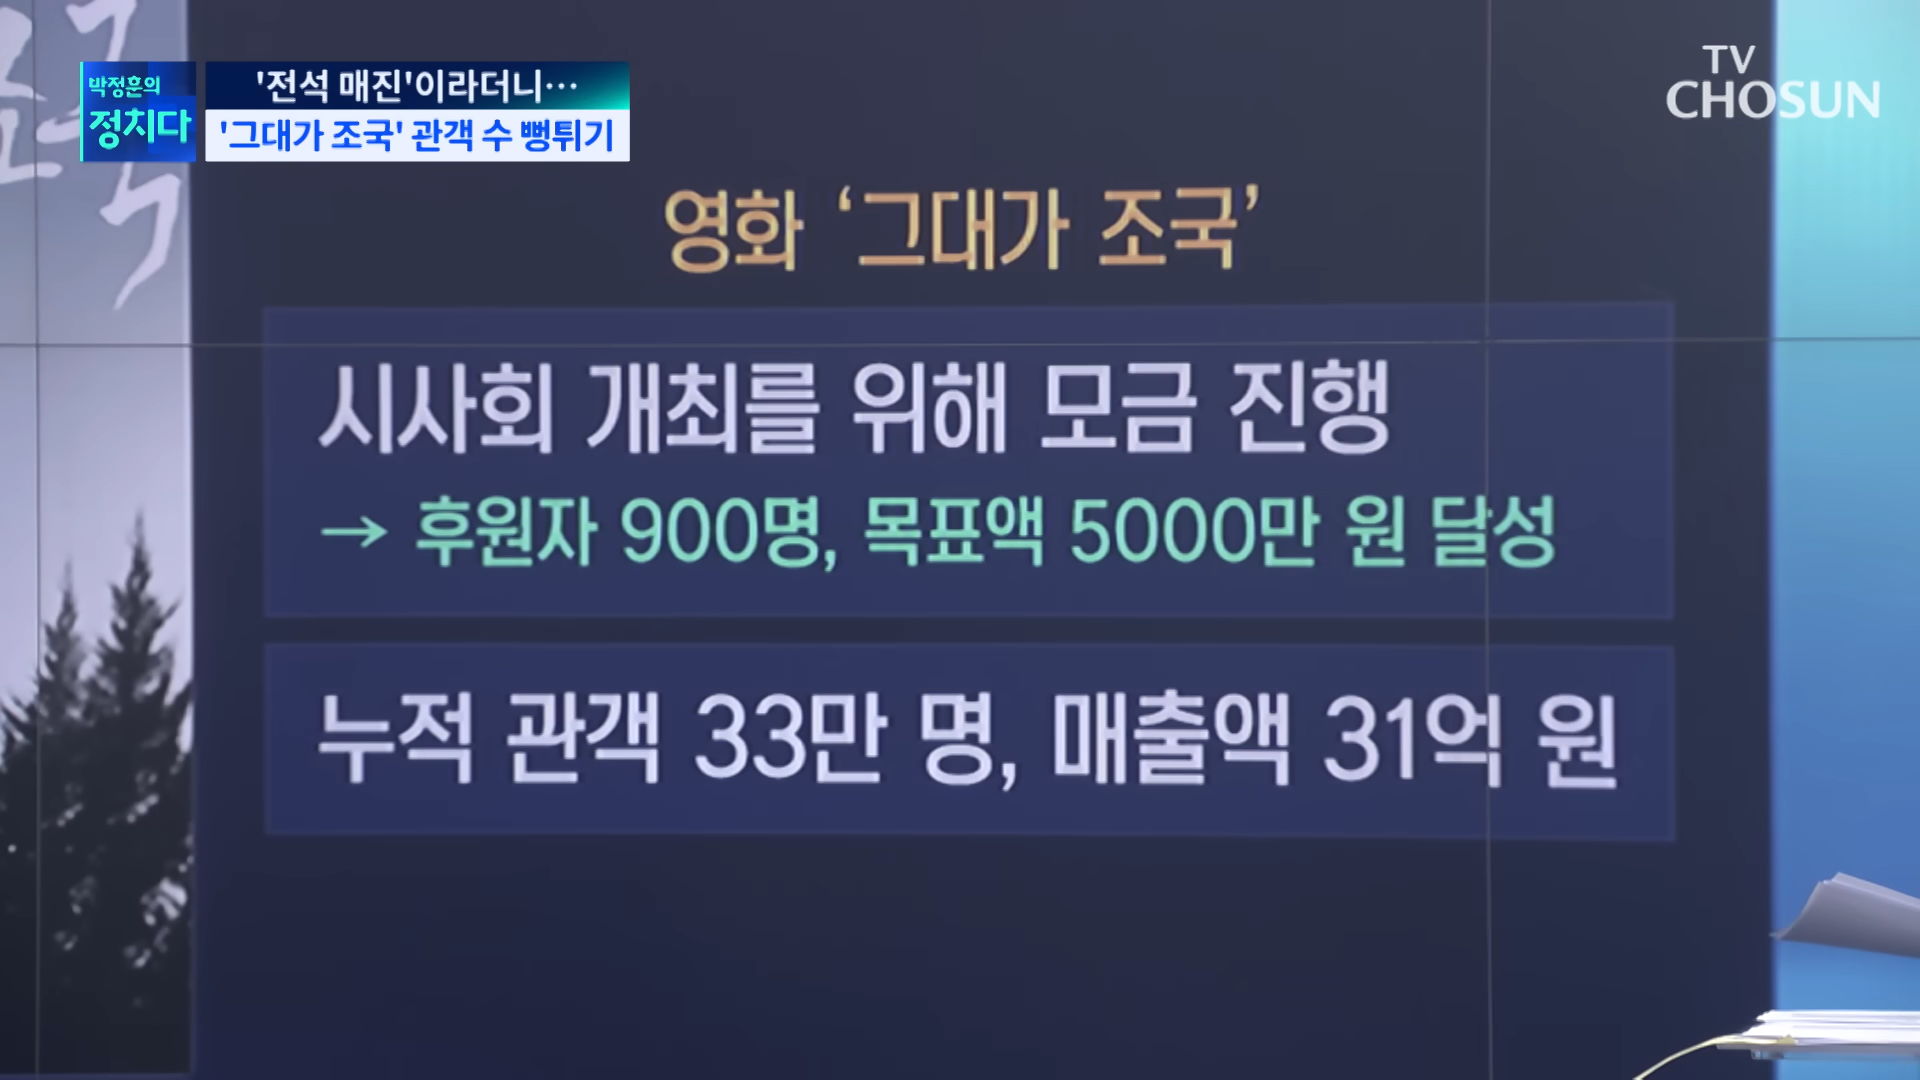 박정훈의
정치다
'전석 매진'이라더니…
'그대가 조국' 관객 수 뻥튀기
TV
CHOSUN
영화 ‘그대가 조국’
시사회 개최를 위해 모금 진행
→ 후원자 900명, 목표액 5000만 원 달성
누적 관객 33만 명, 매출액 31억 원